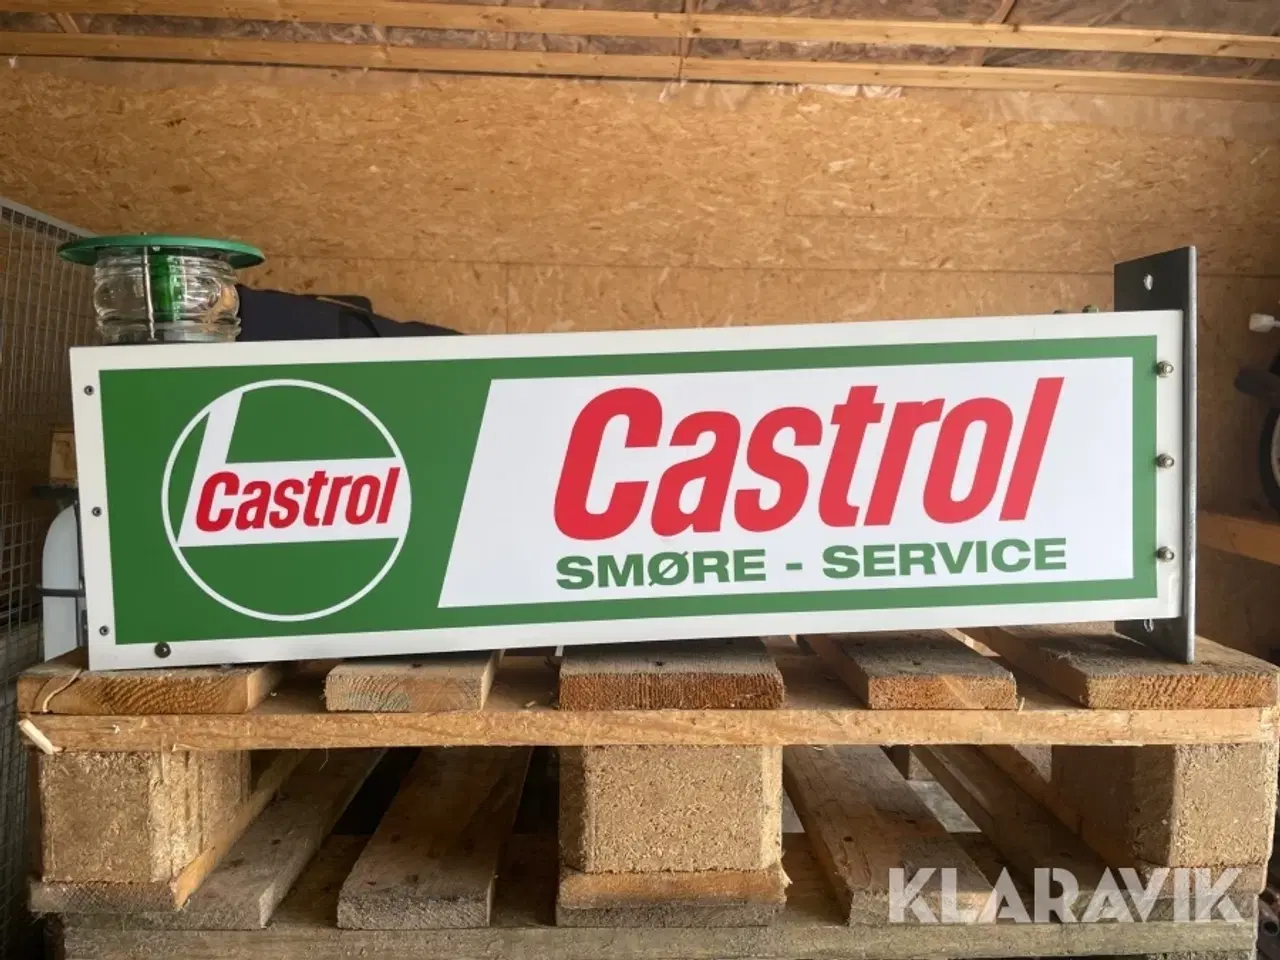 Castrol
Castrol
SMØRE - SERVICE
KLARAVIK